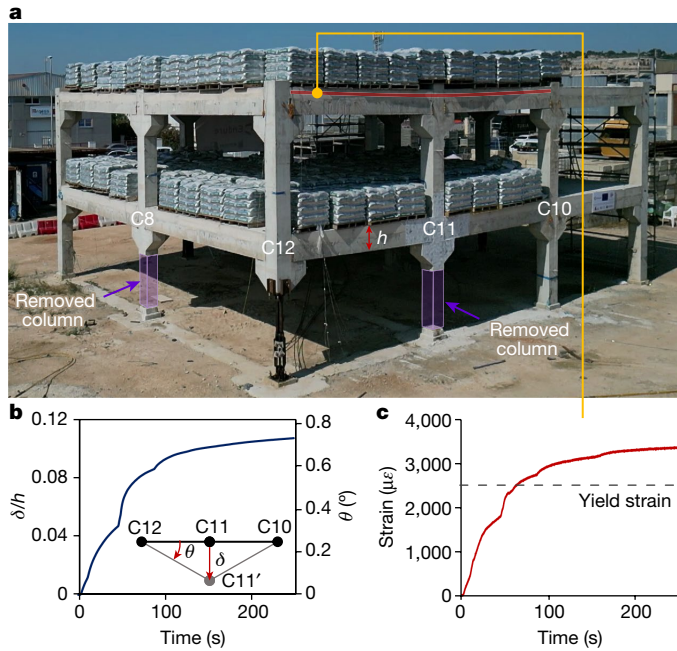 a
C8
C12
C11
C10
h
Removed
column
Removed
column
b
0.12
0.08
0.04
0
δ/h
0.8
0.6
0.4
0.2
0
θ (°)
C12
C11
C10
θ
δ
C11′
0
100
200
Time (s)
c
4,000
3,000
2,000
1,000
0
Strain (με)
Yield strain
0
100
200
Time (s)